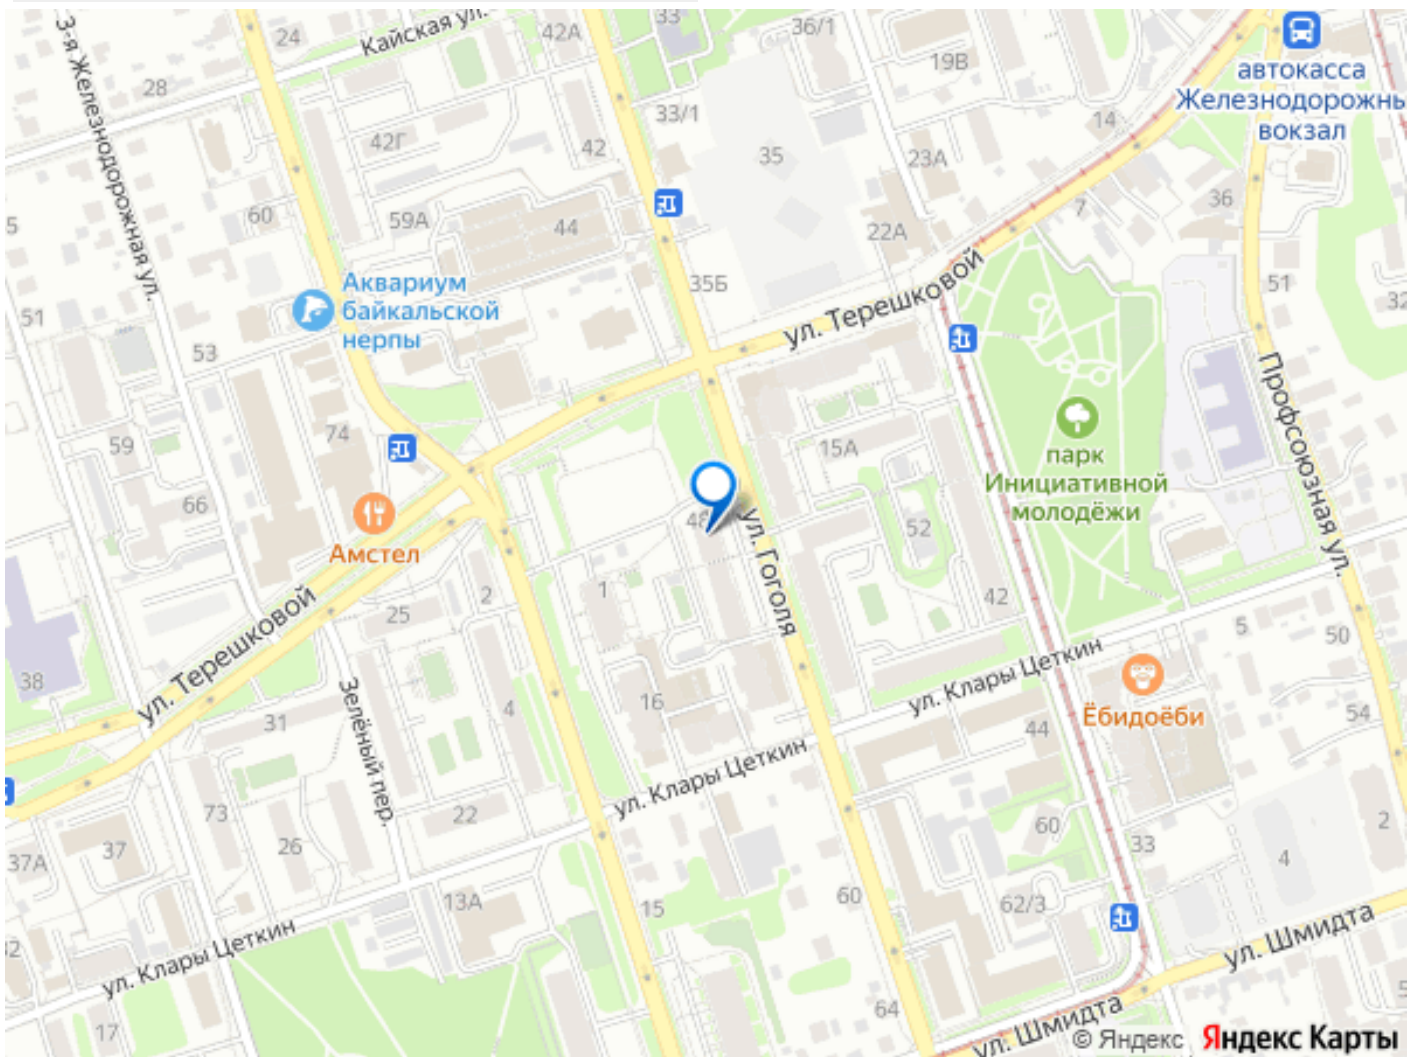 3-я Железнодорожная ул.
24
Кайская ул.
42А
33
36/1
19В
автокасса
Железнодорожны
вокзал
28
42Г
42
33/1
35
14
23А
5
60
59А
44
22А
7
36
Аквариум
байкальской
нерпы
35Б
ул. Терешковой
51
32
51
53
59
74
66
15А
парк
Инициативной
молодёжи
Профсоюзная ул.
Амстел
48
ул. Гоголя
52
38
ул. Терешковой
25
2
1
42
5
50
31
Зелёный пер.
4
16
ул. Клары Цеткин
Ёбидоёби
44
54
73
22
ул. Клары Цеткин
60
33
2
37А
37
26
4
13А
15
60
62/3
ул. Шмидта
ул. Клары Цеткин
17
64
ул. Шмидта
© Яндекс
Яндекс Карты